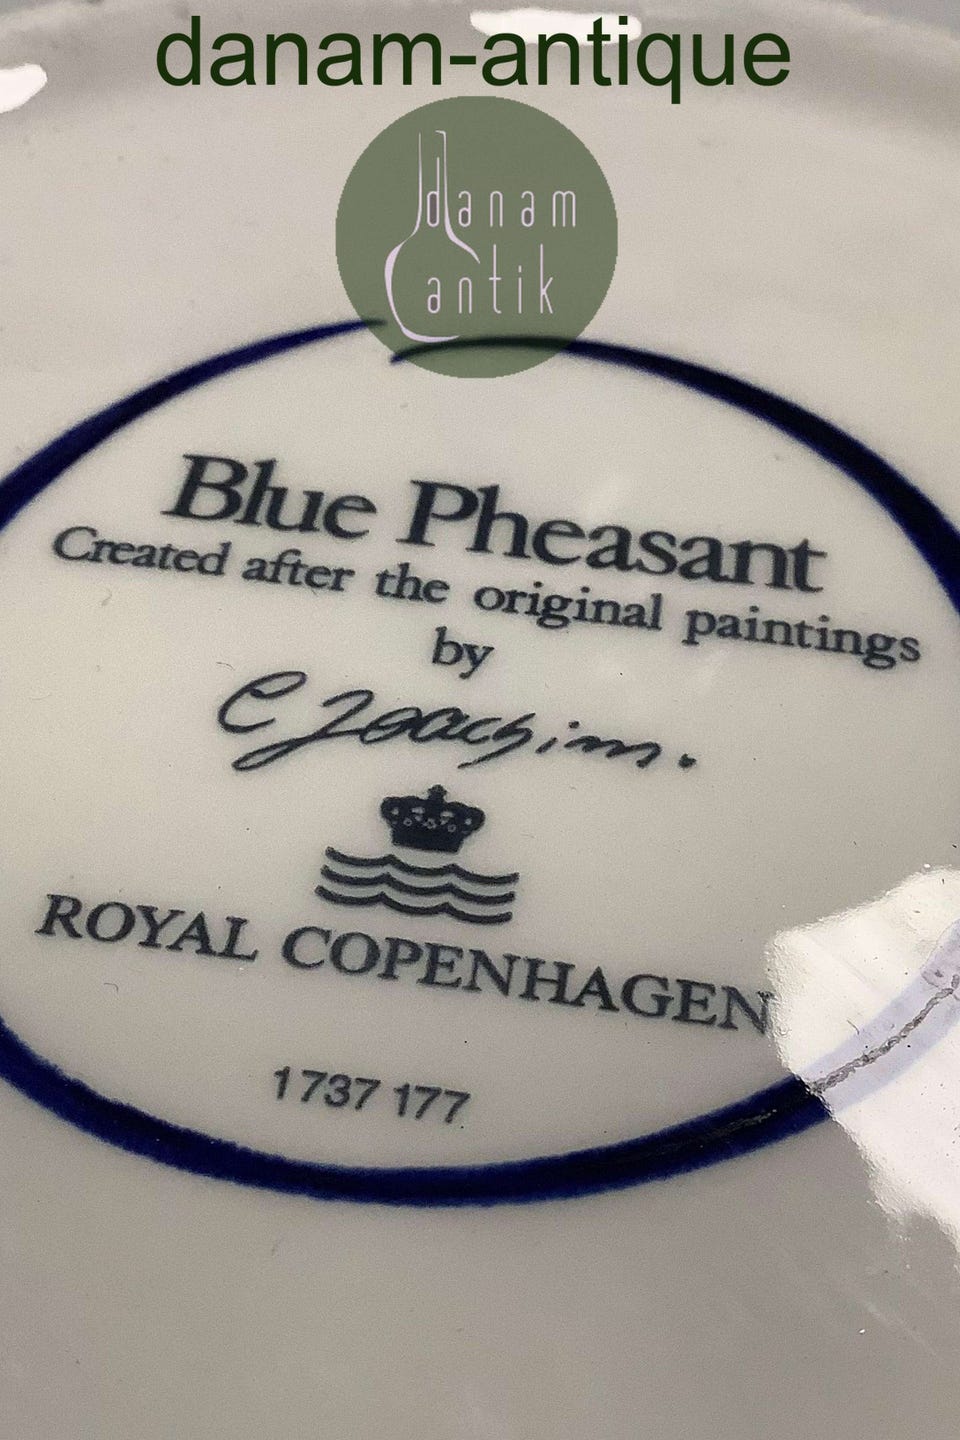 danam-antique
danam
antik
Blue Pheasant
Created after the original paintings
by
C Joachim.
ROYAL COPENHAGEN
1737 177